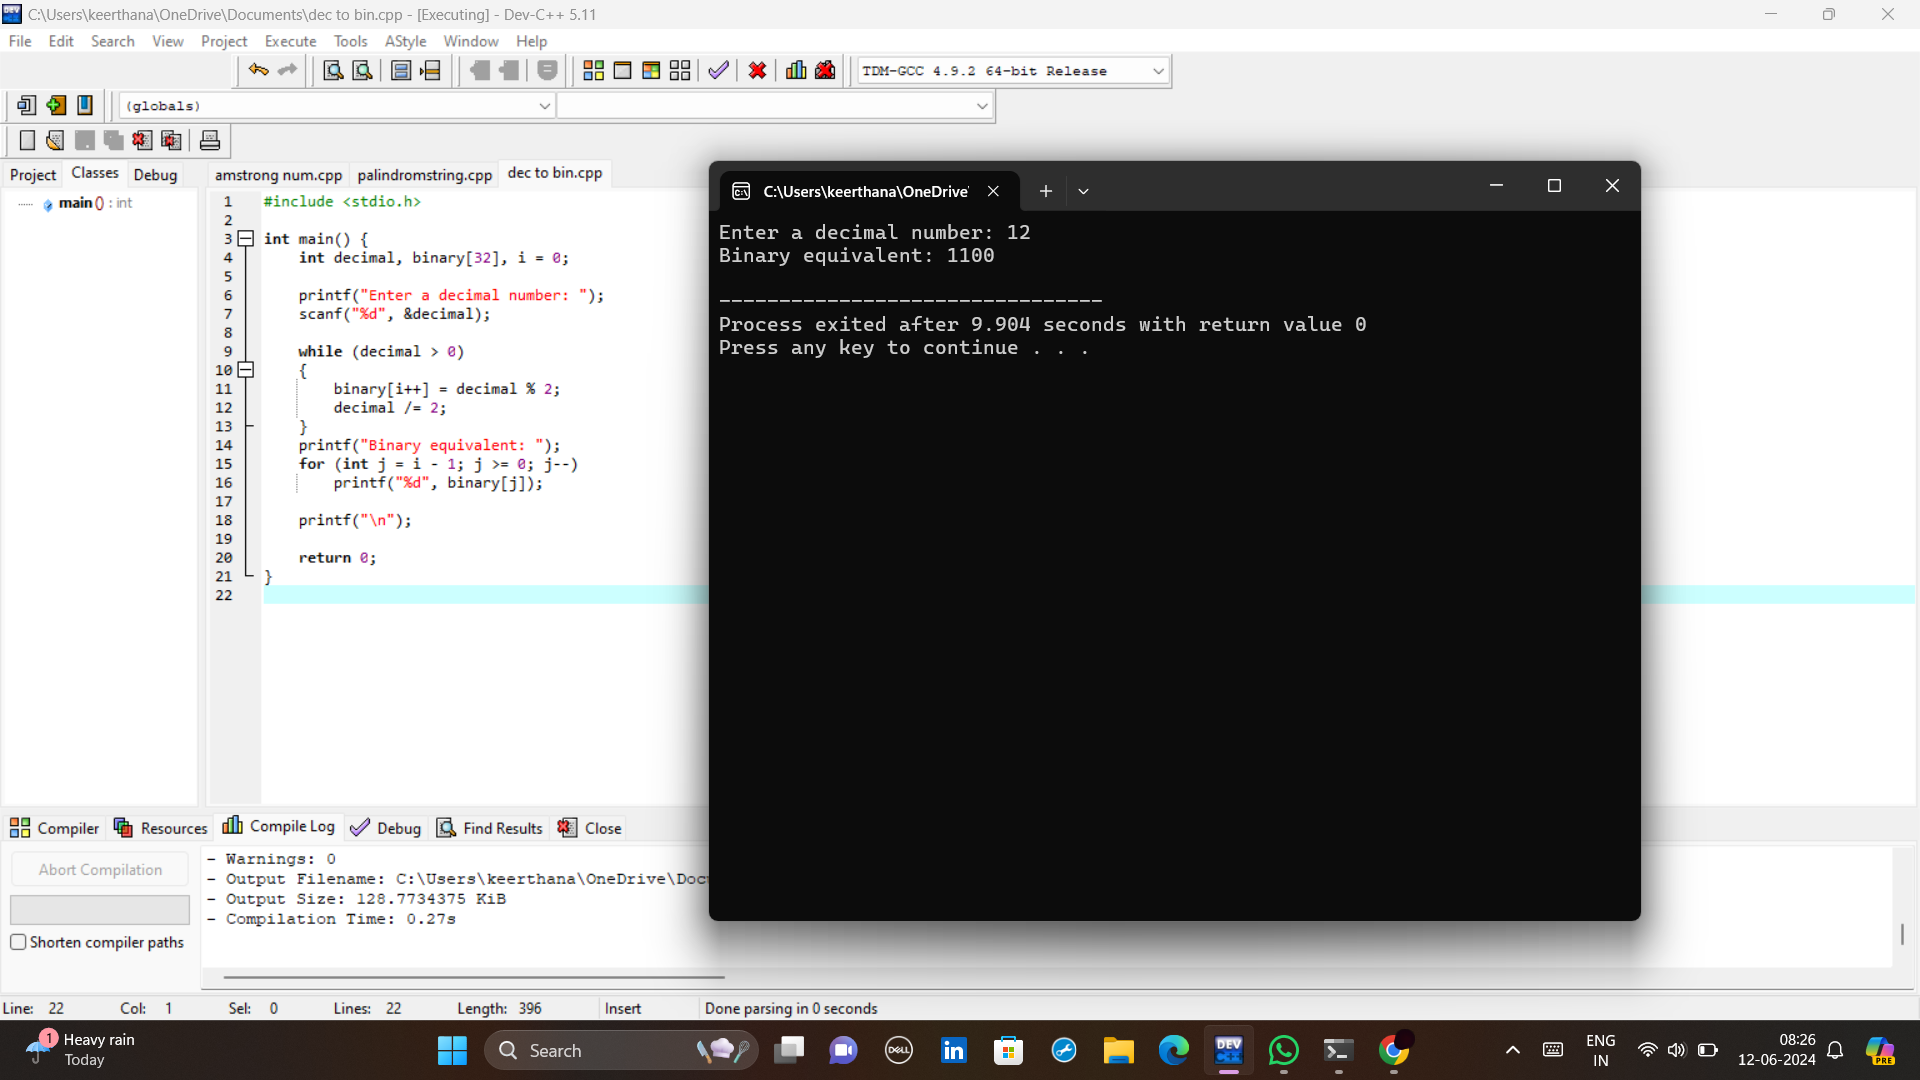 C:\Users\keerthana\OneDrive\Documents\dec to bin.cpp - [Executing] - Dev-C++ 5.11
File Edit Search View Project Execute Tools AStyle Window Help
TDM-GCC 4.9.2 64-bit Release
(globals)
Project Classes Debug
amstrong num.cpp palindromstring.cpp dec to bin.cpp
main () : int
1 #include <stdio.h>
2
3 int main() {
4 int decimal, binary[32], i = 0;
5
6 printf("Enter a decimal number: ");
7 scanf("%d", &decimal);
8
9 while (decimal > 0)
10 {
11 binary[i++] = decimal % 2;
12 decimal /= 2;
13 }
14 printf("Binary equivalent: ");
15 for (int j = i - 1; j >= 0; j--)
16 printf("%d", binary[j]);
17
18 printf("\n");
19
20 return 0;
21 }
22
C:\Users\keerthana\OneDrive'
Enter a decimal number: 12
Binary equivalent: 1100
--------------------------------
Process exited after 9.904 seconds with return value 0
Press any key to continue . . .
Compiler Resources Compile Log Debug Find Results Close
Abort Compilation
Shorten compiler paths
- Warnings: 0
- Output Filename: C:\Users\keerthana\OneDrive\Doc
- Output Size: 128.7734375 KiB
- Compilation Time: 0.27s
Line: 22 Col: 1 Sel: 0 Lines: 22 Length: 396 Insert Done parsing in 0 seconds
1
Heavy rain
Today
Search
DELL
in
DEV
C++
ENG
IN
08:26
12-06-2024
PRE